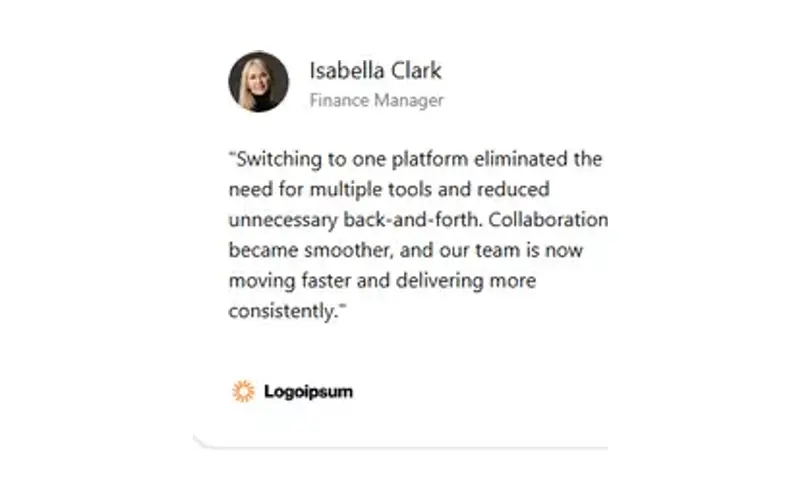 Isabella Clark
Finance Manager
"Switching to one platform eliminated the
need for multiple tools and reduced
unnecessary back-and-forth. Collaboration
became smoother, and our team is now
moving faster and delivering more
consistently."
Logoipsum